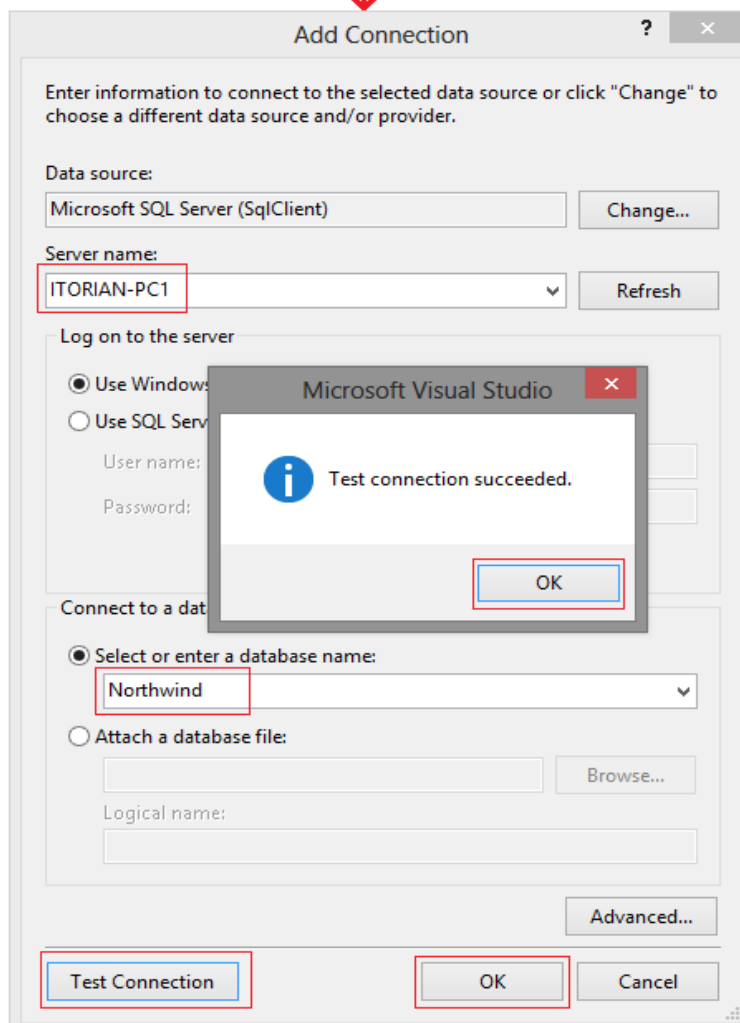 Add Connection
?
Enter information to connect to the selected data source or click "Change" to
choose a different data source and/or provider.
Data source:
Microsoft SQL Server (SqlClient)
Change...
Server name:
ITORIAN-PC1
Refresh
Log on to the server
Use Windows
Use SQL Serv
User name:
Password:
Microsoft Visual Studio
Test connection succeeded.
OK
Connect to a dat
Select or enter a database name:
Northwind
Attach a database file:
Browse...
Logical name:
Advanced...
Test Connection
OK
Cancel